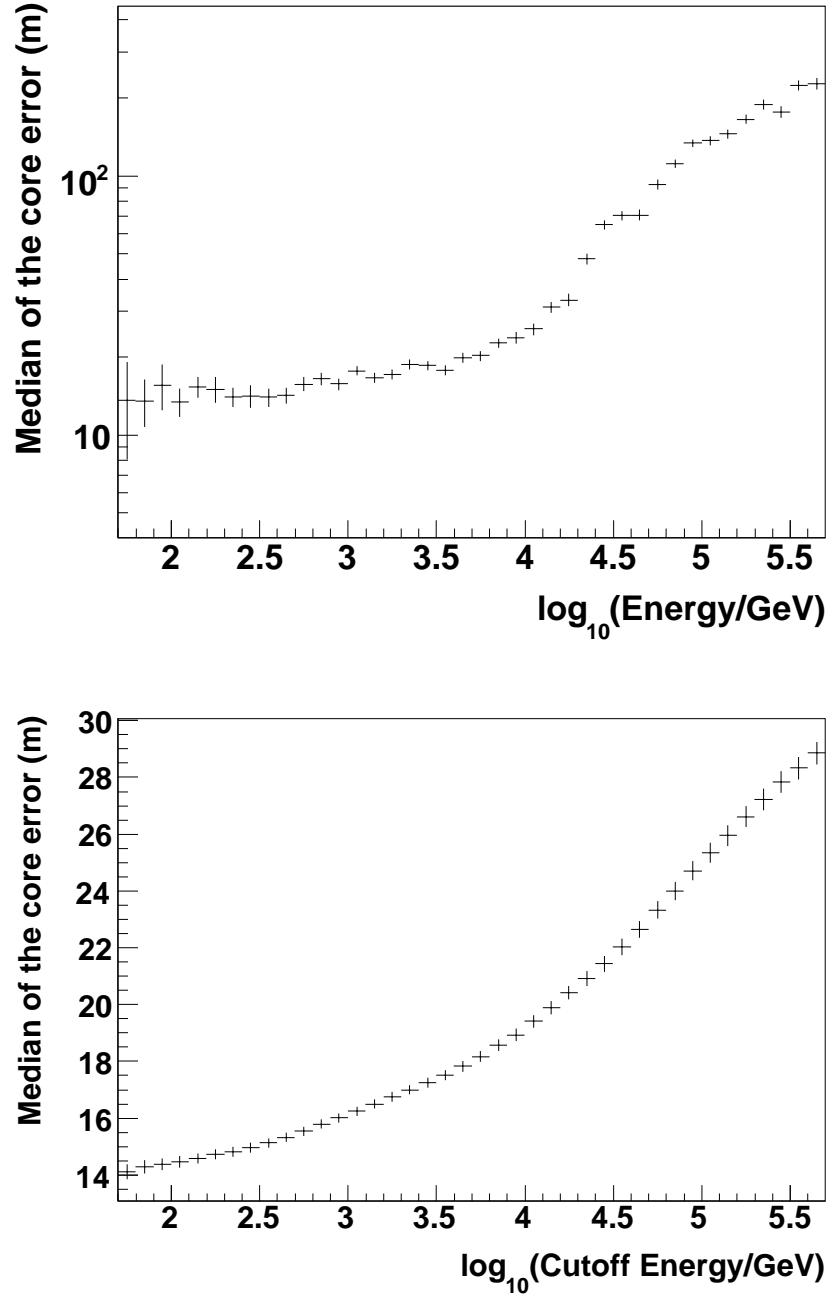 Median of the core error (m)
10²
10
2 2.5 3 3.5 4 4.5 5 5.5
log₁₀(Energy/GeV)
Median of the core error (m)
30
28
26
24
22
20
18
16
14
2 2.5 3 3.5 4 4.5 5 5.5
log₁₀(Cutoff Energy/GeV)